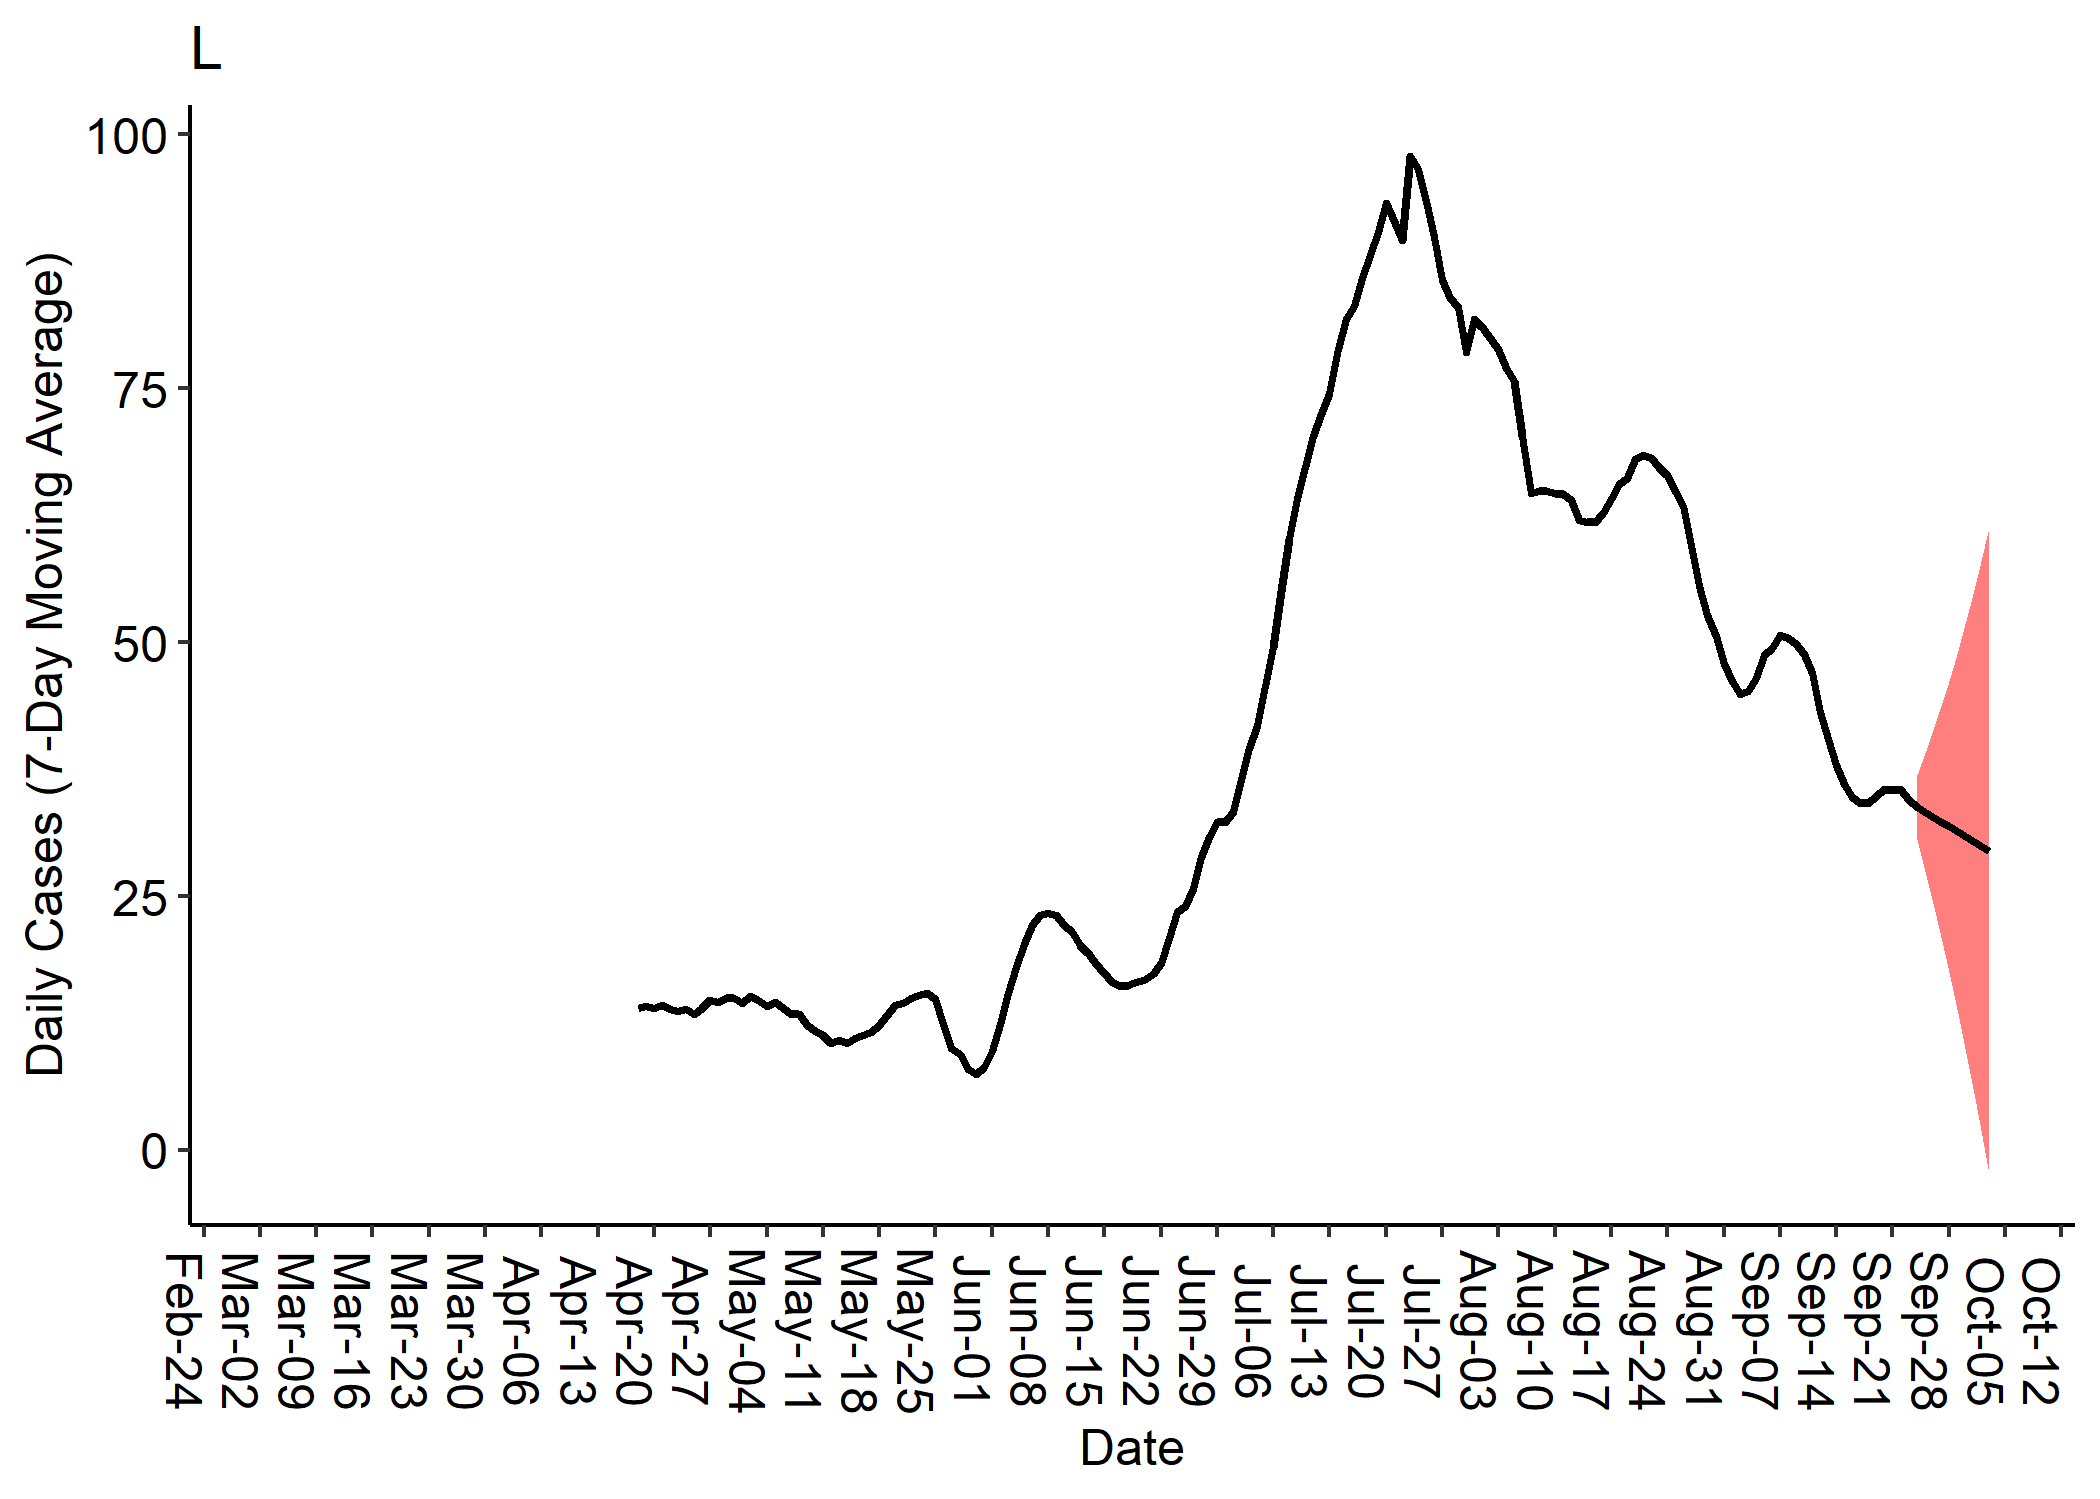 L
100
75
50
25
0
Daily Cases (7-Day Moving Average)
Feb-24
Mar-02
Mar-09
Mar-16
Mar-23
Mar-30
Apr-06
Apr-13
Apr-20
Apr-27
May-04
May-11
May-18
May-25
Jun-01
Jun-08
Jun-15
Jun-22
Jun-29
Jul-06
Jul-13
Jul-20
Jul-27
Aug-03
Aug-10
Aug-17
Aug-24
Aug-31
Sep-07
Sep-14
Sep-21
Sep-28
Oct-05
Oct-12
Date